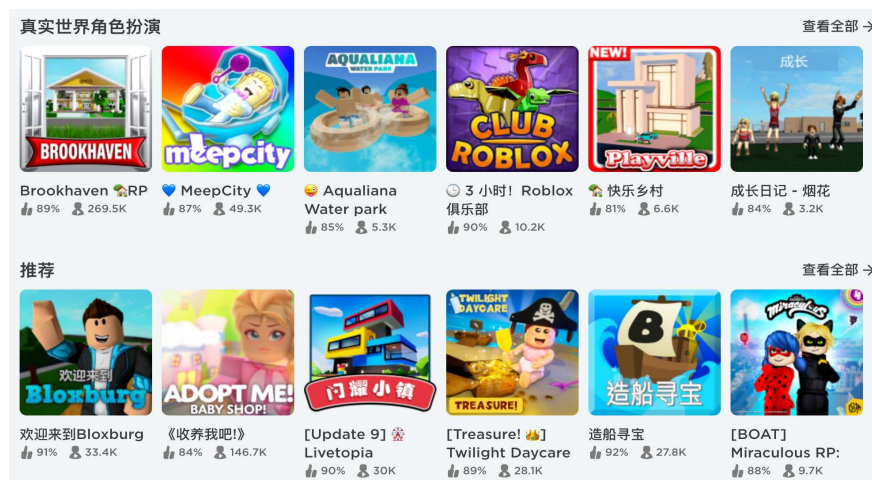 真实世界角色扮演
查看全部 →
BROOKHAVEN
meepcity
AQUALIANA
WATER PARK
CLUB
ROBLOX
NEW!
Playville
成长
Brookhaven 🏡RP
89% 269.5K
💙 MeepCity 💙
87% 49.3K
😜 Aqualiana
Water park
85% 5.3K
🕒 3 小时！Roblox
俱乐部
90% 10.2K
🏡 快乐乡村
81% 6.6K
成长日记 - 烟花
84% 3.2K
推荐
查看全部 →
欢迎来到
Bloxburg
ADOPT ME!
BABY SHOP!
闪耀小镇
TWILIGHT
DAYCARE
TREASURE!
B
造船寻宝
Miraculous
欢迎来到Bloxburg
91% 33.4K
《收养我吧!》
84% 146.7K
[Update 9] 🎡
Livetopia
90% 30K
[Treasure! 👑]
Twilight Daycare
89% 28.1K
造船寻宝
92% 27.8K
[BOAT]
Miraculous RP:
88% 9.7K